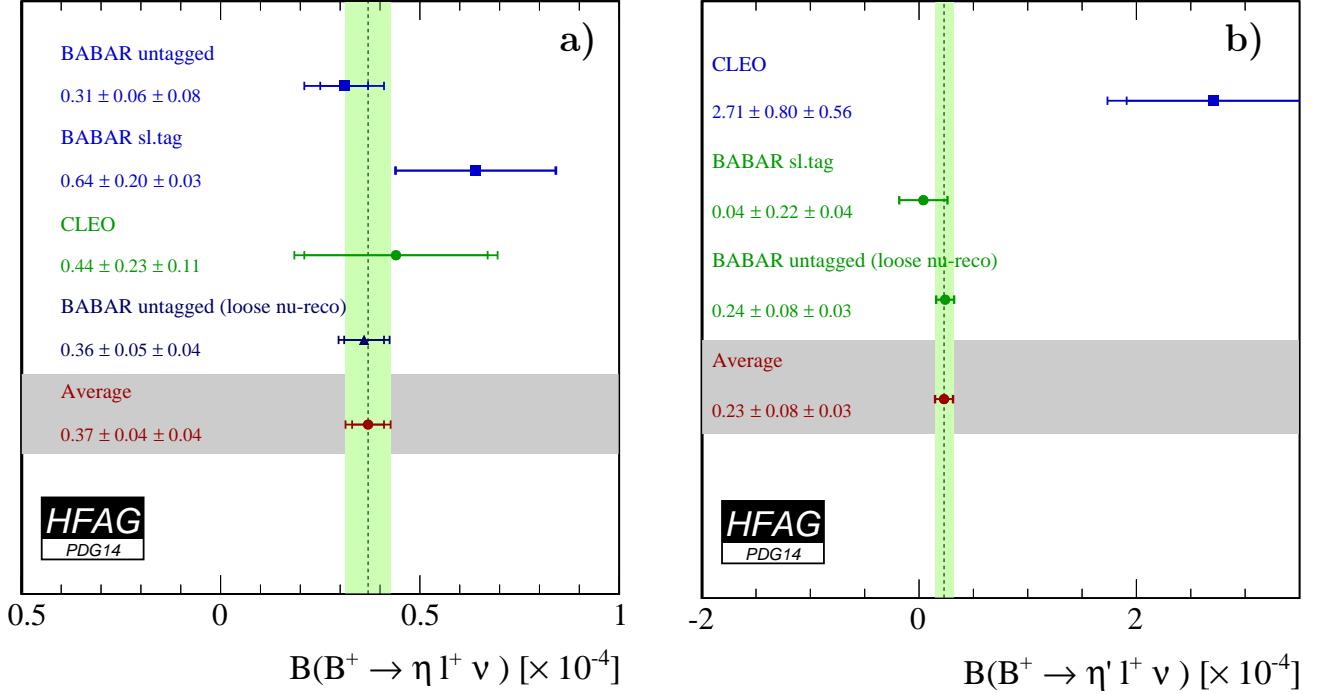 a)
BABAR untagged
0.31 ± 0.06 ± 0.08
BABAR sl.tag
0.64 ± 0.20 ± 0.03
CLEO
0.44 ± 0.23 ± 0.11
BABAR untagged (loose nu-reco)
0.36 ± 0.05 ± 0.04
Average
0.37 ± 0.04 ± 0.04
HFAG
PDG14
0.5 0 0.5 1
B(B⁺ → η l⁺ ν ) [× 10⁻⁴]
b)
CLEO
2.71 ± 0.80 ± 0.56
BABAR sl.tag
0.04 ± 0.22 ± 0.04
BABAR untagged (loose nu-reco)
0.24 ± 0.08 ± 0.03
Average
0.23 ± 0.08 ± 0.03
HFAG
PDG14
-2 0 2
B(B⁺ → η' l⁺ ν ) [× 10⁻⁴]